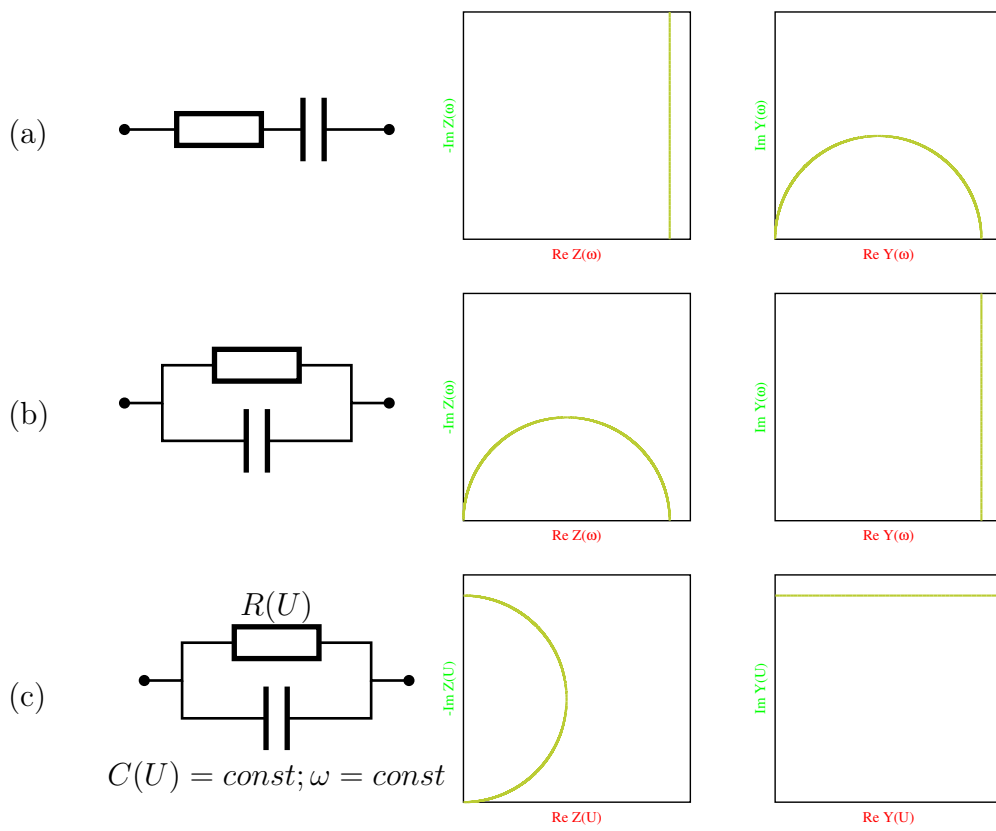 (a)
-Im Z(ω)
Re Z(ω)
Im Y(ω)
Re Y(ω)
(b)
-Im Z(ω)
Re Z(ω)
Im Y(ω)
Re Y(ω)
(c)
R(U)
C(U) = const; ω = const
-Im Z(U)
Re Z(U)
Im Y(U)
Re Y(U)